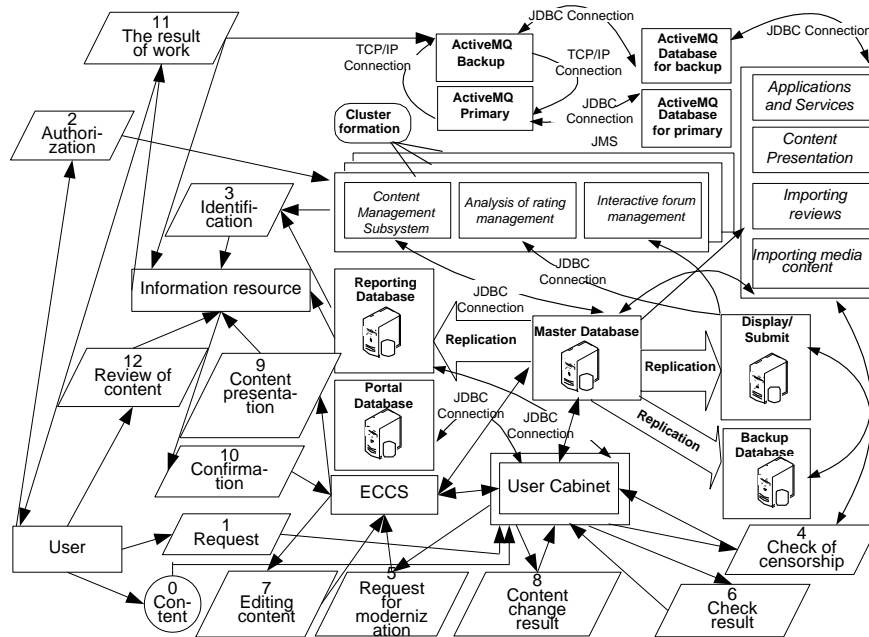 11
The result
of work
JDBC Connection
TCP/IP
Connection
ActiveMQ
Backup
TCP/IP
Connection
ActiveMQ
Database
for backup
JDBC Connection
ActiveMQ
Primary
JDBC
Connection
ActiveMQ
Database
for primary
Applications
and Services
Content
Presentation
Importing
reviews
Importing media
content
2
Authori-
zation
Cluster
formation
JMS
3
Identifi-
cation
Content
Management
Subsystem
Analysis of rating
management
Interactive forum
management
Information resource
Reporting
Database
JDBC
Connection
JDBC
Connection
Replication
Master Database
Replication
Display/
Submit
12
Review of
content
9
Content
presenta-
tion
Portal
Database
JDBC
Connection
JDBC
Connection
Replication
Backup
Database
10
Confirma-
tion
ECCS
User Cabinet
User
1
Request
4
Check of
censorship
0
Con-
tent
7
Editing
content
5
Request
for
moderniz
ation
8
Content
change
result
6
Check
result